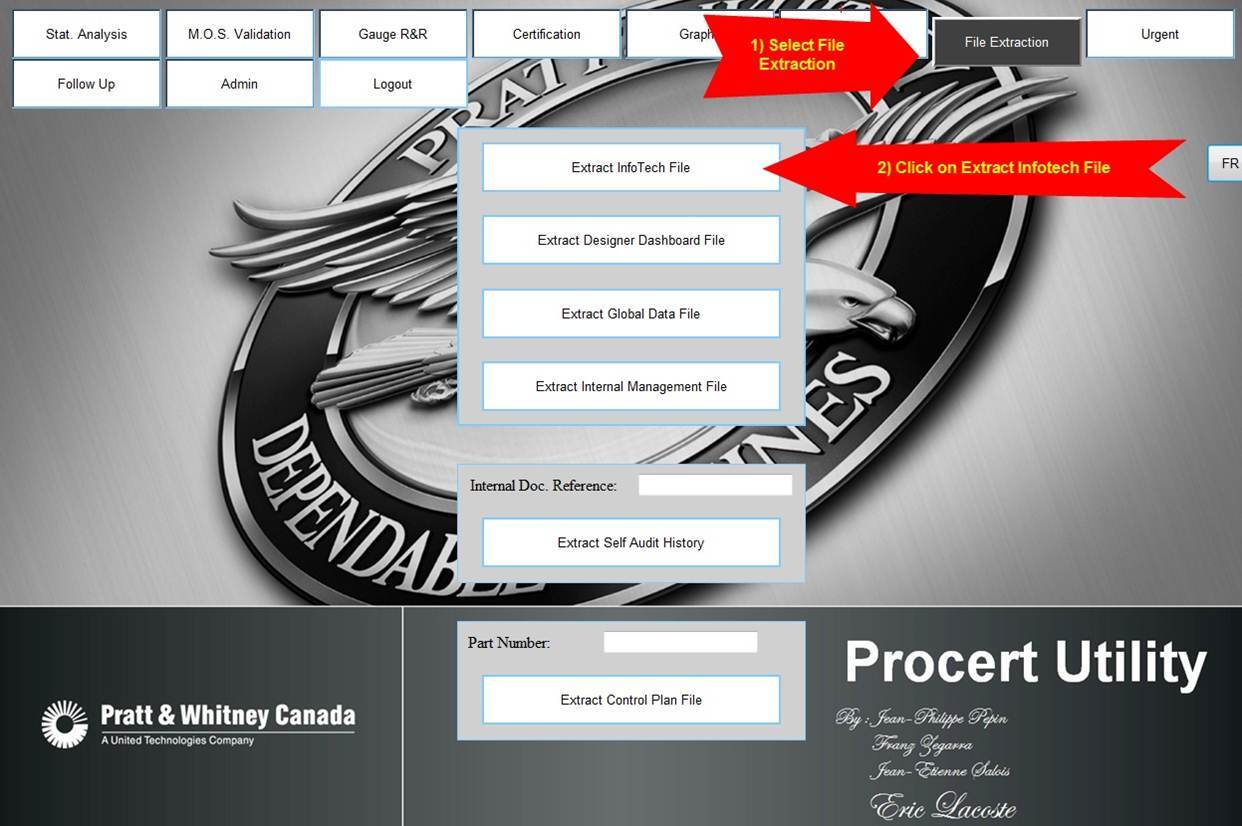 Stat. Analysis
M.O.S. Validation
Gauge R&R
Certification
Graph
1) Select File
Extraction
File Extraction
Urgent
Follow Up
Admin
Logout
PRATT
Extract InfoTech File
2) Click on Extract Infotech File
FR
Extract Designer Dashboard File
Extract Global Data File
Extract Internal Management File
DEPENDABLE
INES
Internal Doc. Reference:
Extract Self Audit History
Part Number:
Extract Control Plan File
Pratt & Whitney Canada
A United Technologies Company
Procert Utility
By : Jean-Philippe Pepin
Franz Zegarra
Jean-Etienne Salois
Eric Lacoste